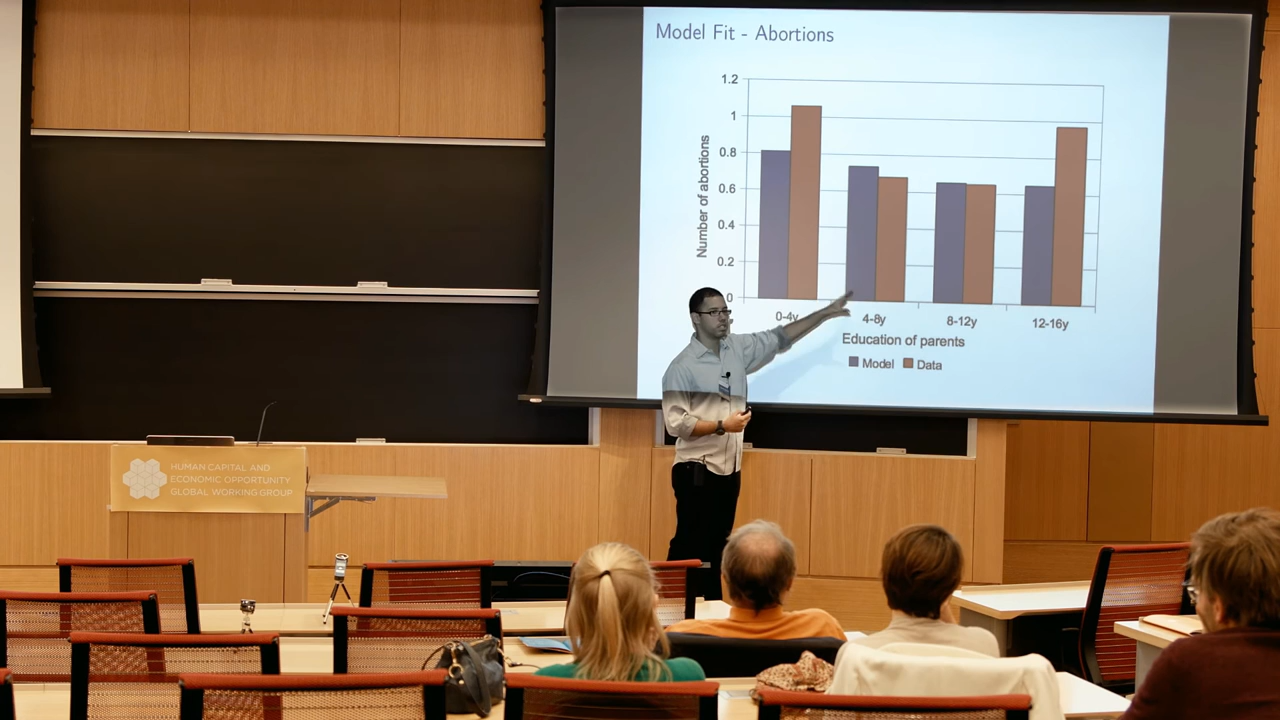 Model Fit - Abortions
1.2
1
0.8
0.6
0.4
0.2
0
Number of abortions
0-4y
4-8y
8-12y
12-16y
Education of parents
Model
Data
HUMAN CAPITAL AND
ECONOMIC OPPORTUNITY
GLOBAL WORKING GROUP